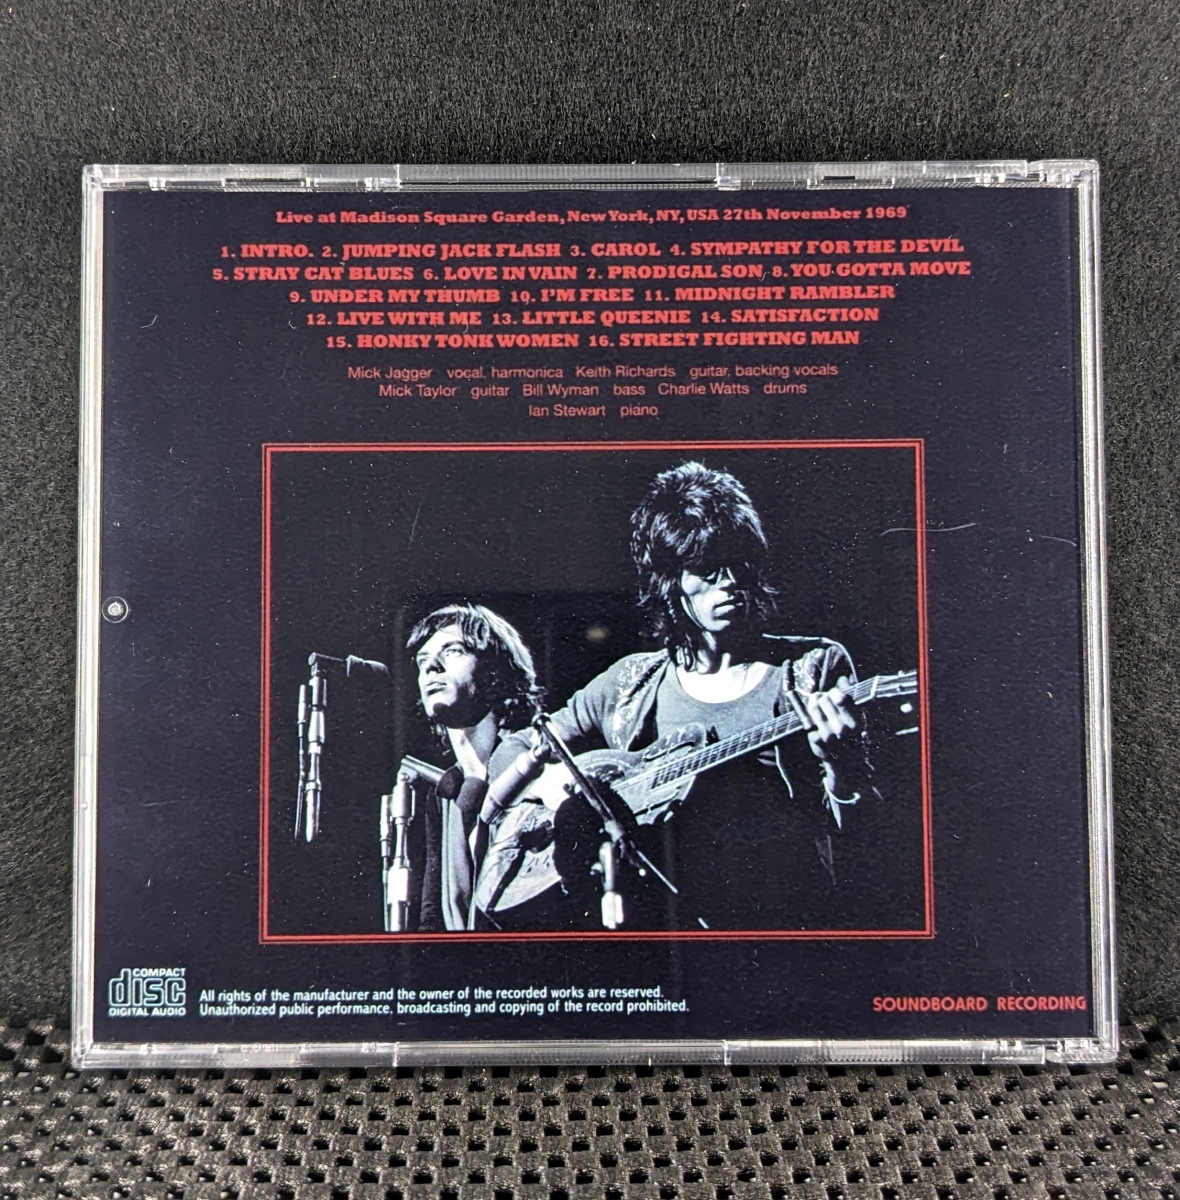 Live at Madison Square Garden, New York, NY, USA 27th November 1969
1. INTRO. 2. JUMPING JACK FLASH 3. CAROL 4. SYMPATHY FOR THE DEVIL
5. STRAY CAT BLUES 6. LOVE IN VAIN 7. PRODIGAL SON 8. YOU GOTTA MOVE
9. UNDER MY THUMB 10. I'M FREE 11. MIDNIGHT RAMBLER
12. LIVE WITH ME 13. LITTLE QUEENIE 14. SATISFACTION
15. HONKY TONK WOMEN 16. STREET FIGHTING MAN
Mick Jagger vocal, harmonica Keith Richards guitar, backing vocals
Mick Taylor guitar Bill Wyman bass Charlie Watts drums
Ian Stewart piano
COMPACT
disc
DIGITAL AUDIO
All rights of the manufacturer and the owner of the recorded works are reserved.
Unauthorized public performance, broadcasting and copying of the record prohibited.
SOUNDBOARD RECORDING